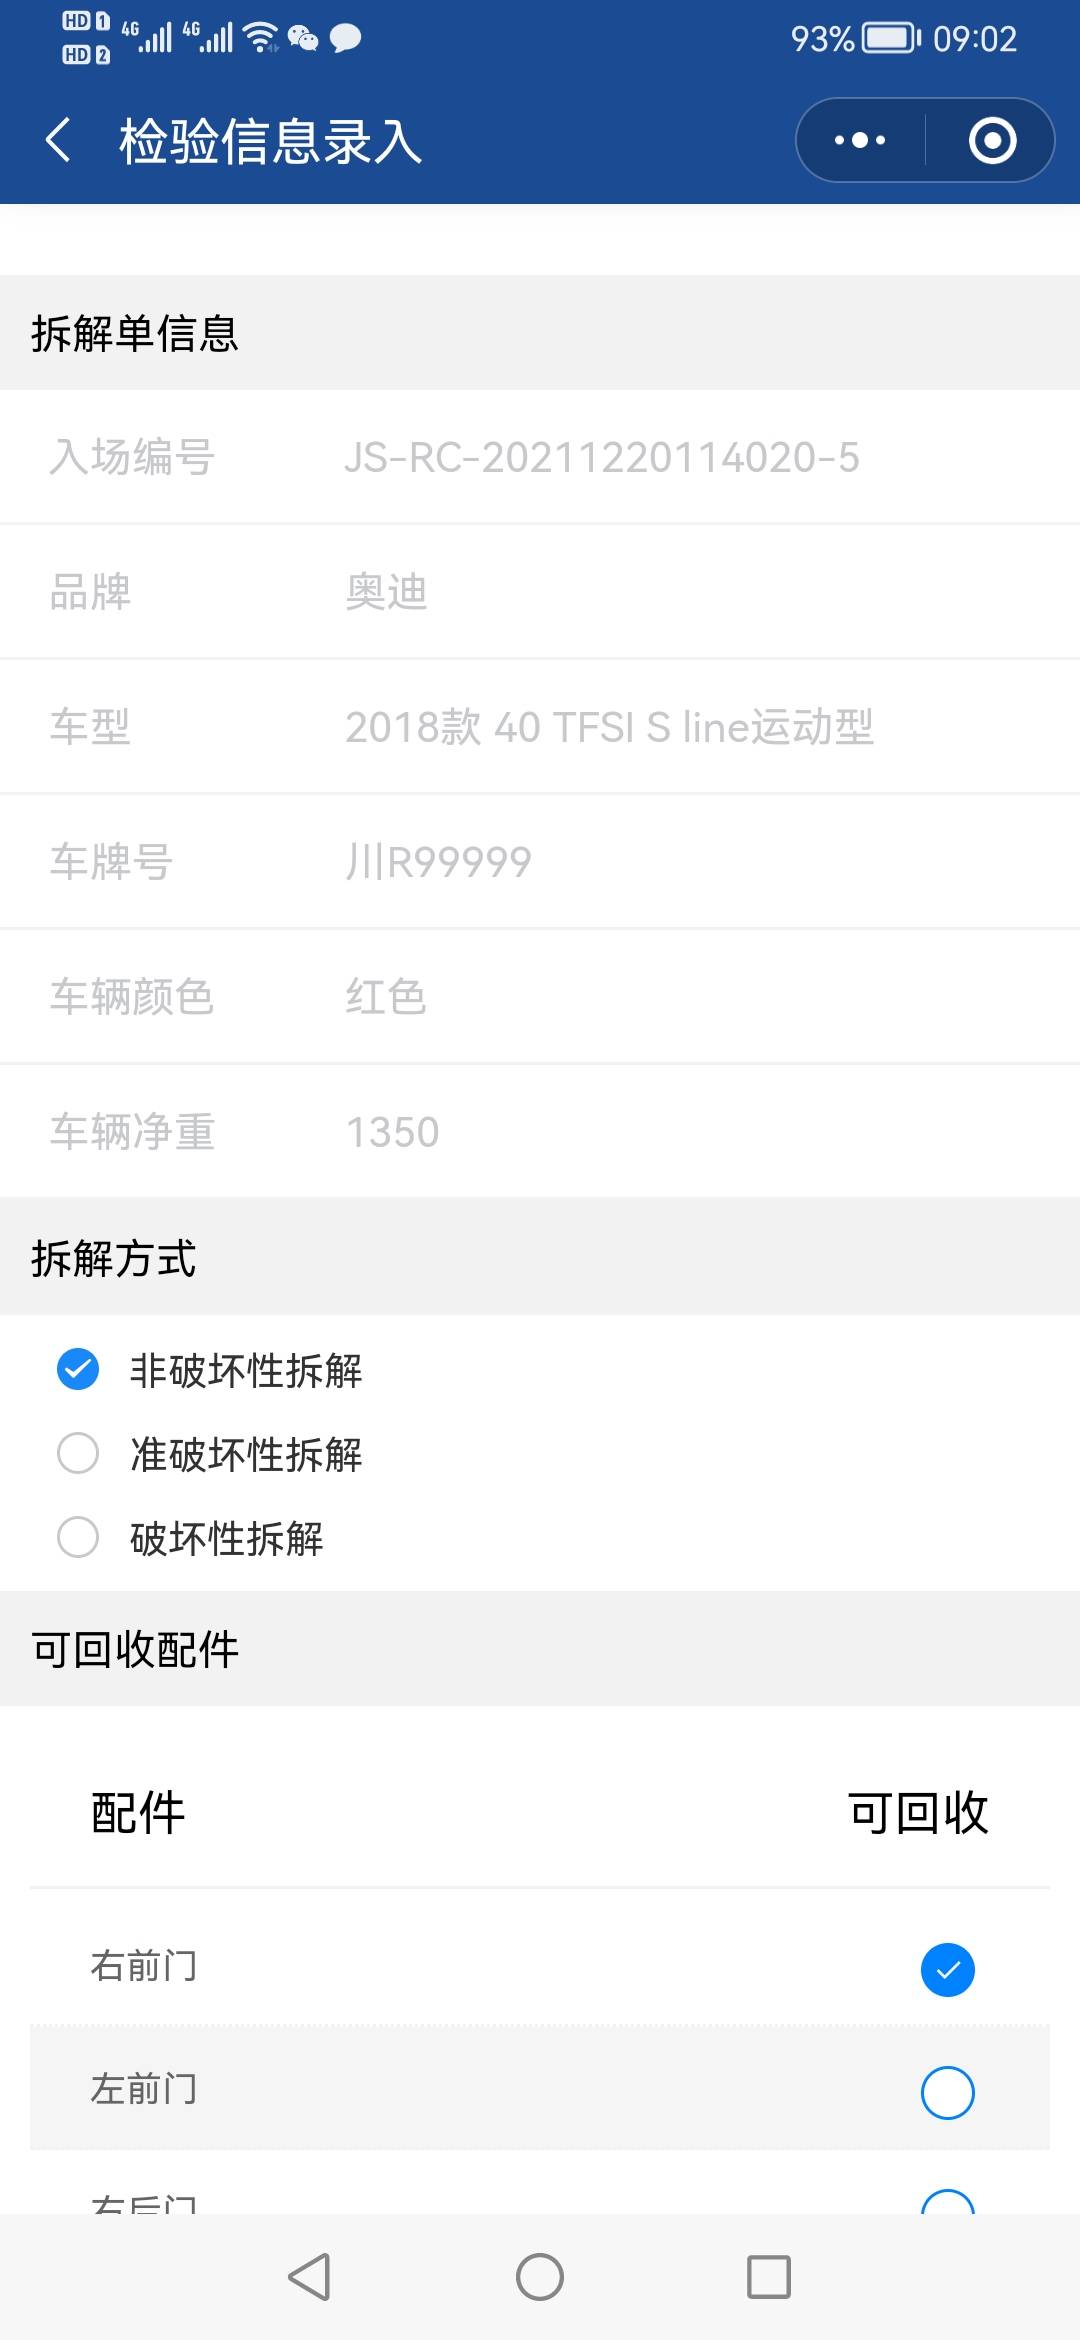 HD 1 4G 4G 93% 09:02
HD 2
检验信息录入
拆解单信息
入场编号 JS-RC-20211220114020-5
品牌 奥迪
车型 2018款 40 TFSI S line运动型
车牌号 川R99999
车辆颜色 红色
车辆净重 1350
拆解方式
非破坏性拆解
准破坏性拆解
破坏性拆解
可回收配件
配件 可回收
右前门
左前门
右后门